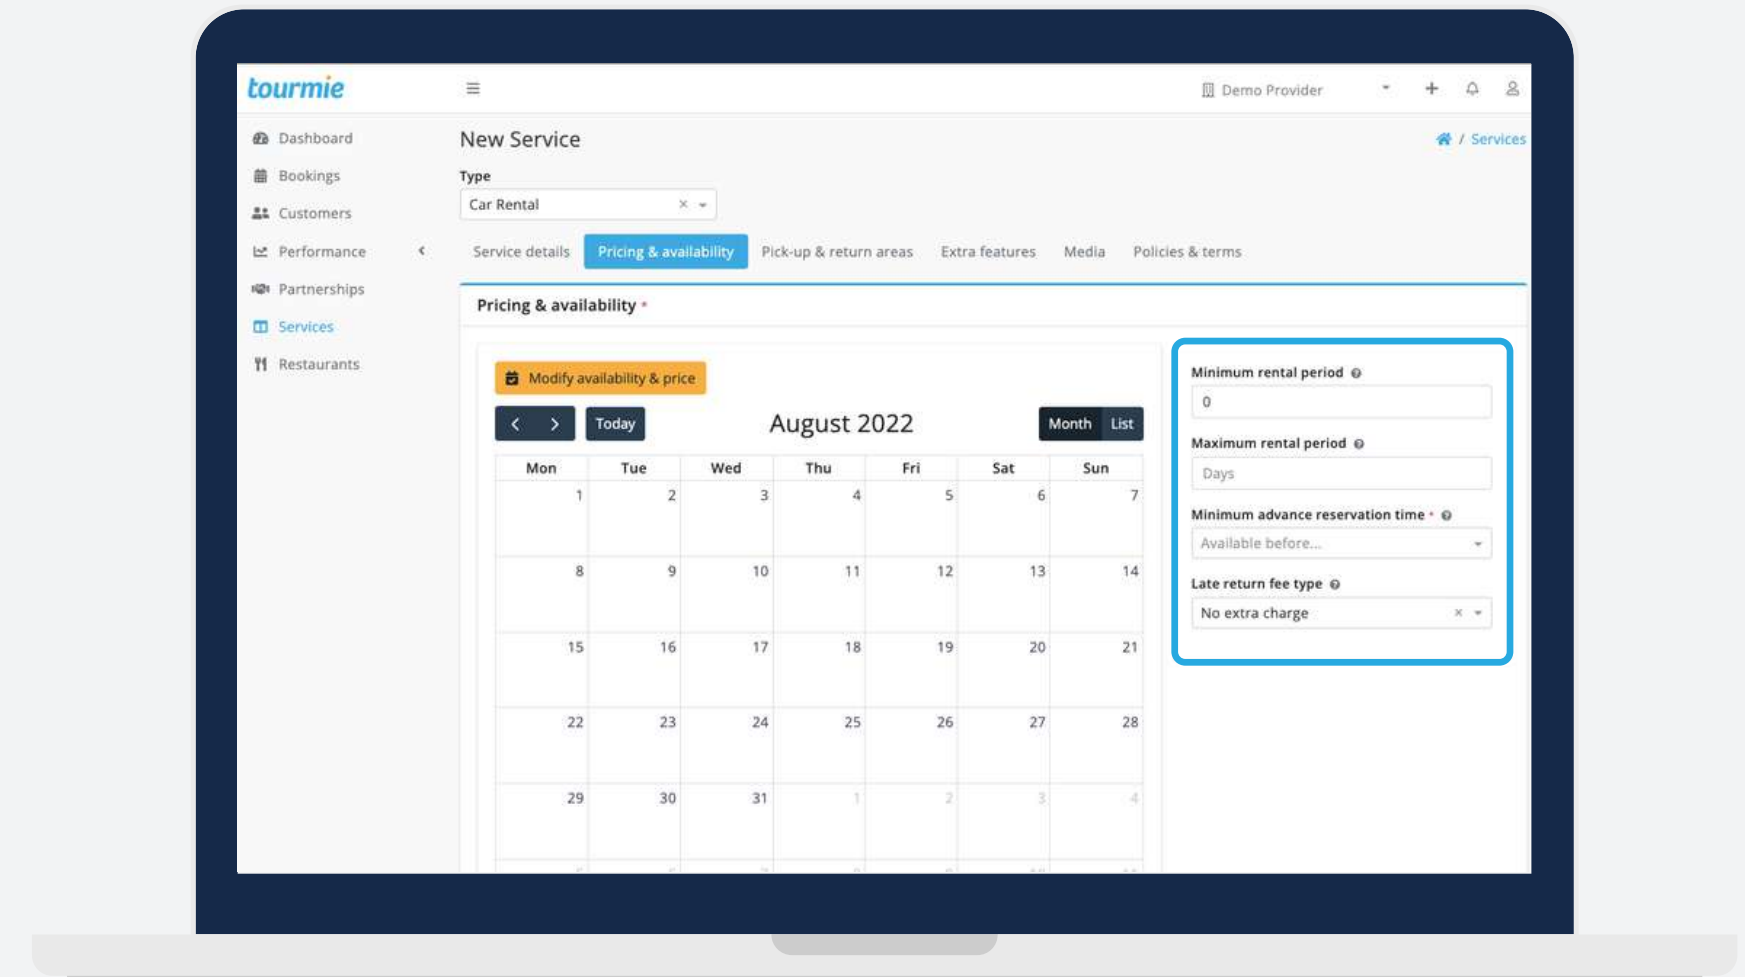 tourmie
Demo Provider
Dashboard
Bookings
Customers
Performance
Partnerships
Services
Restaurants
New Service
/ Services
Type
Car Rental
Service details Pricing & availability Pick-up & return areas Extra features Media Policies & terms
Pricing & availability *
Modify availability & price
Today
August 2022
Month List
Mon Tue Wed Thu Fri Sat Sun
1 2 3 4 5 6 7
8 9 10 11 12 13 14
15 16 17 18 19 20 21
22 23 24 25 26 27 28
29 30 31 1 2 3 4
Minimum rental period
0
Maximum rental period
Days
Minimum advance reservation time *
Available before...
Late return fee type
No extra charge